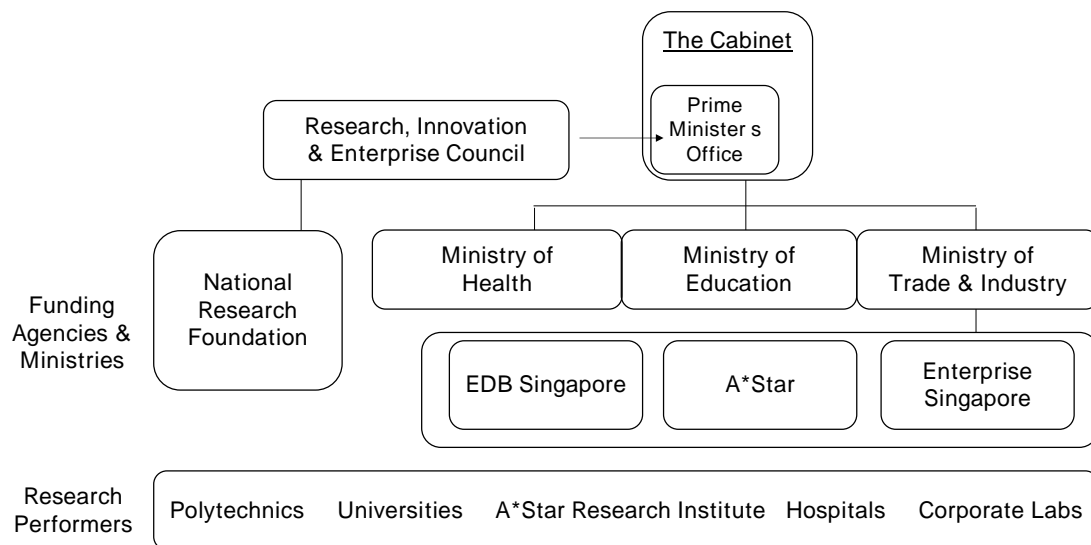 The Cabinet
Prime
Minister s
Office
Research, Innovation
& Enterprise Council
National
Research
Foundation
Ministry of
Health
Ministry of
Education
Ministry of
Trade & Industry
Funding
Agencies &
Ministries
EDB Singapore
A*Star
Enterprise
Singapore
Research
Performers
Polytechnics Universities A*Star Research Institute Hospitals Corporate Labs